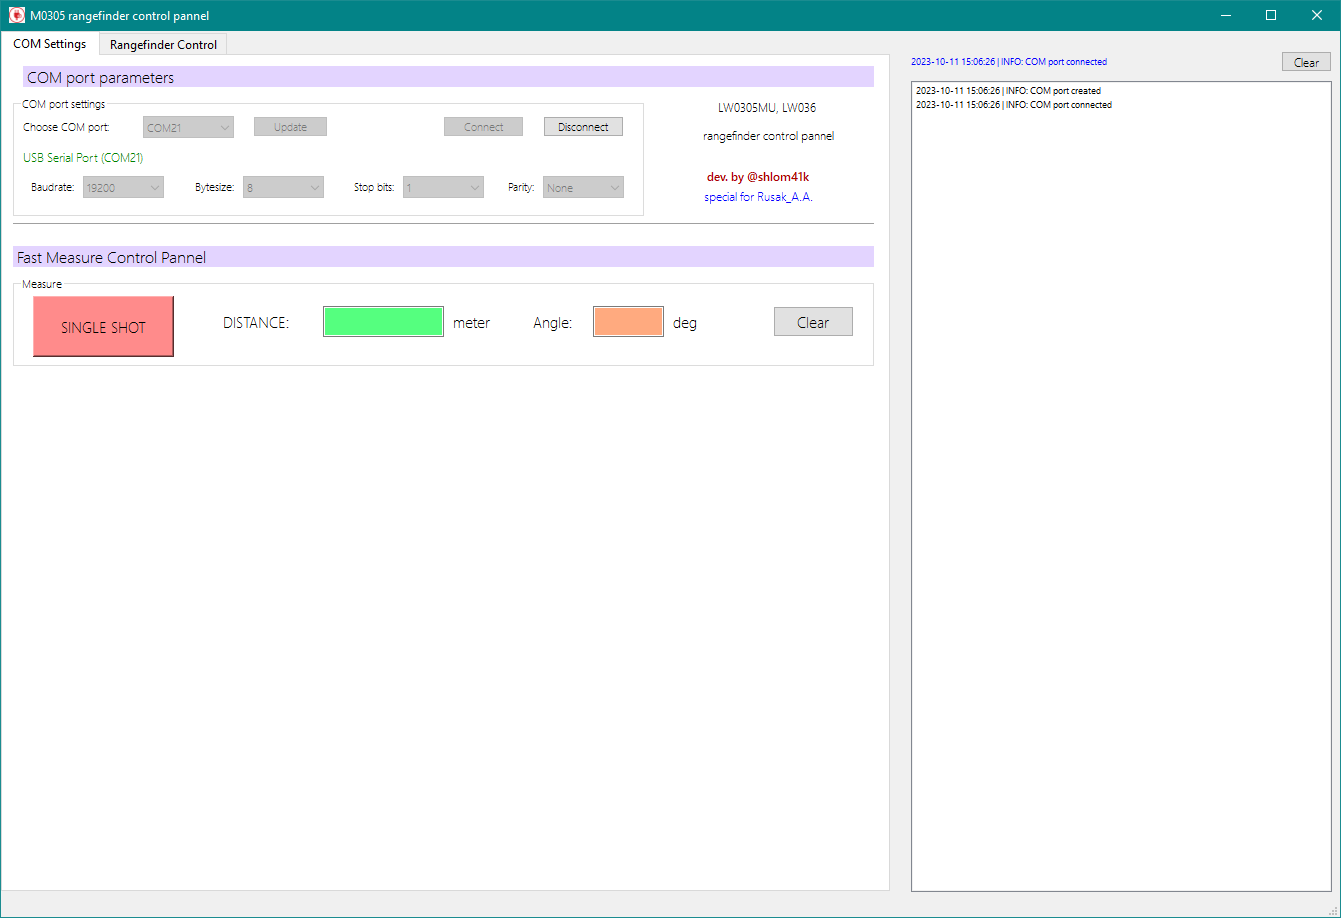 M0305 rangefinder control pannel
COM Settings
Rangefinder Control
COM port parameters
COM port settings
Choose COM port:
COM21
Update
Connect
Disconnect
USB Serial Port (COM21)
Baudrate:
19200
Bytesize:
8
Stop bits:
1
Parity:
None
LW0305MU, LW036
rangefinder control pannel
dev. by @shlom41k
special for Rusak_A.A.
Fast Measure Control Pannel
Measure
SINGLE SHOT
DISTANCE:
meter
Angle:
deg
Clear
2023-10-11 15:06:26 | INFO: COM port connected
Clear
2023-10-11 15:06:26 | INFO: COM port created
2023-10-11 15:06:26 | INFO: COM port connected